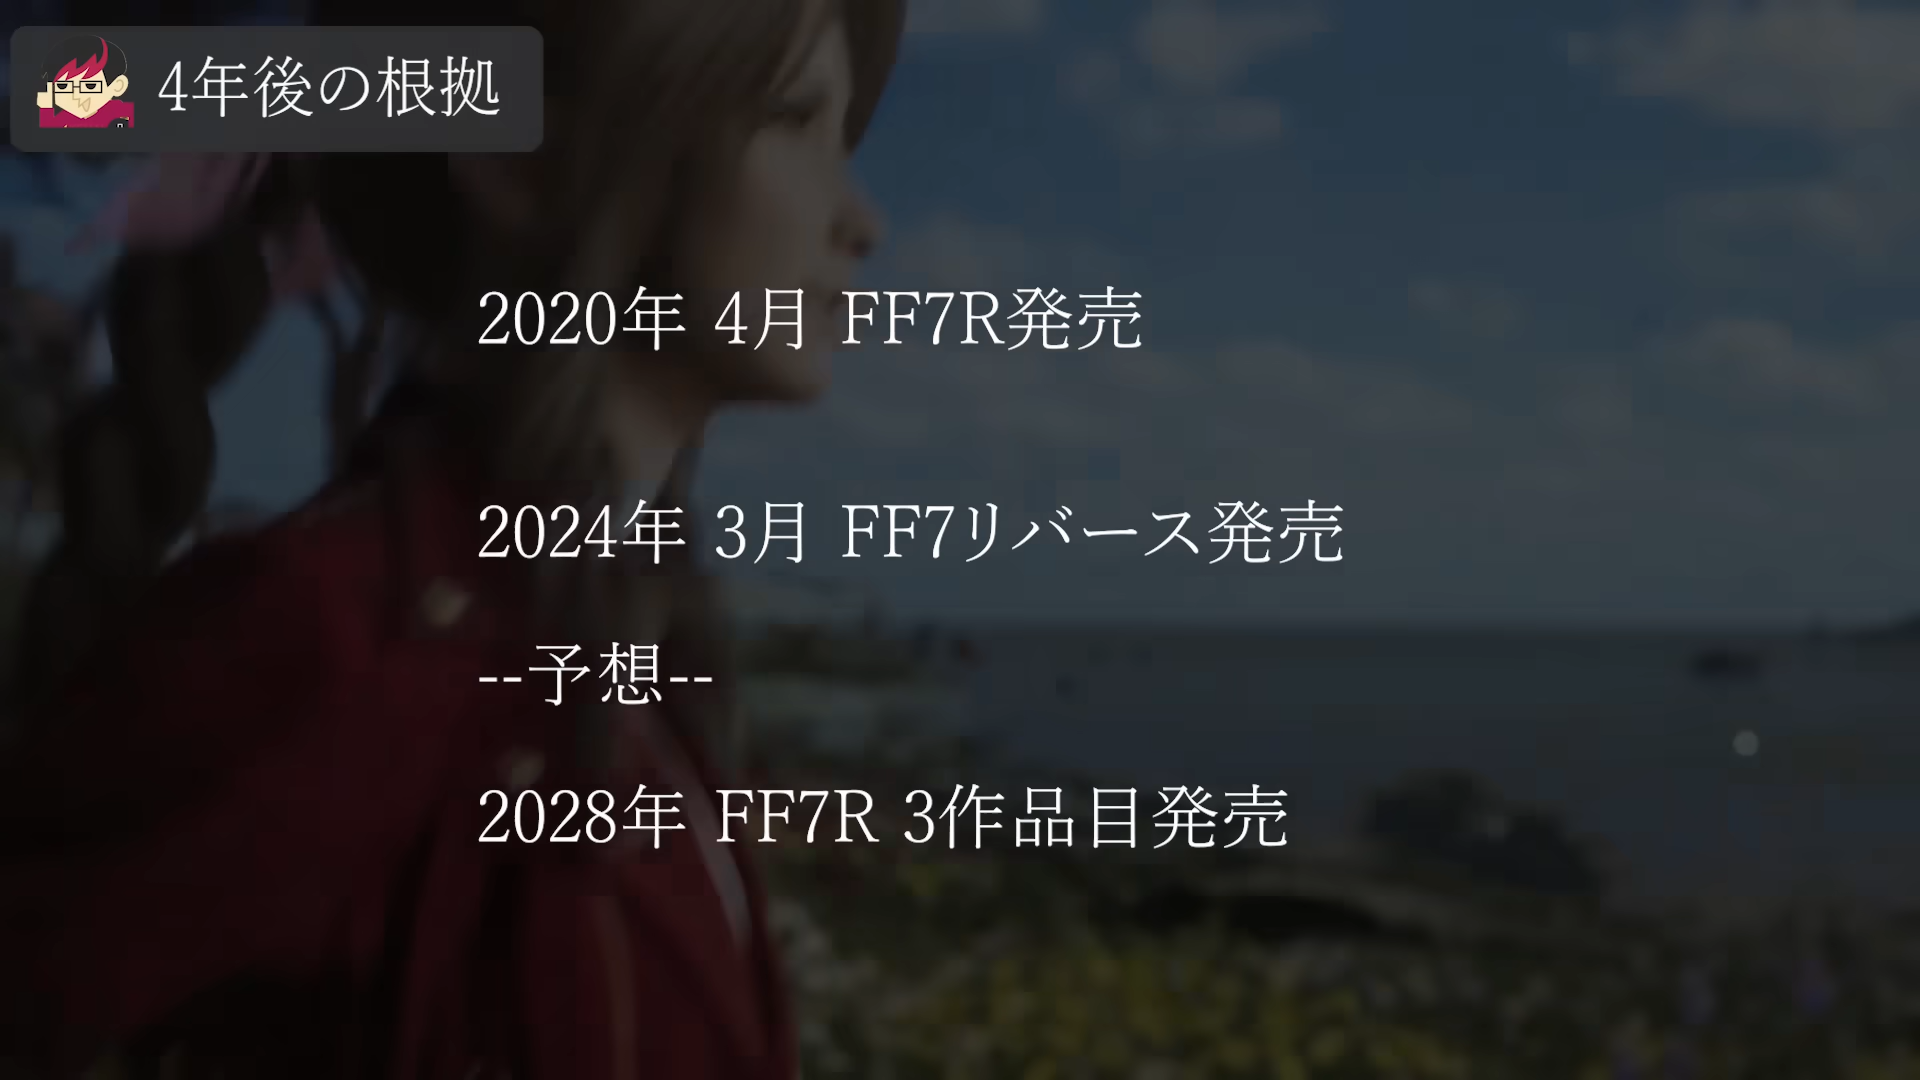 4年後の根拠
2020年 4月 FF7R発売
2024年 3月 FF7リバース発売
--予想--
2028年 FF7R 3作品目発売